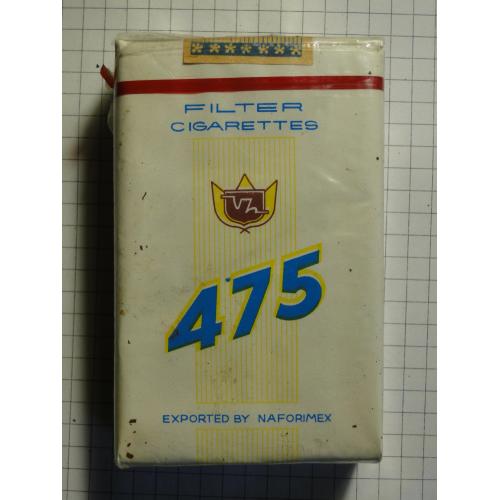 FILTER
CIGARETTES
475
EXPORTED BY NAFORIMEX